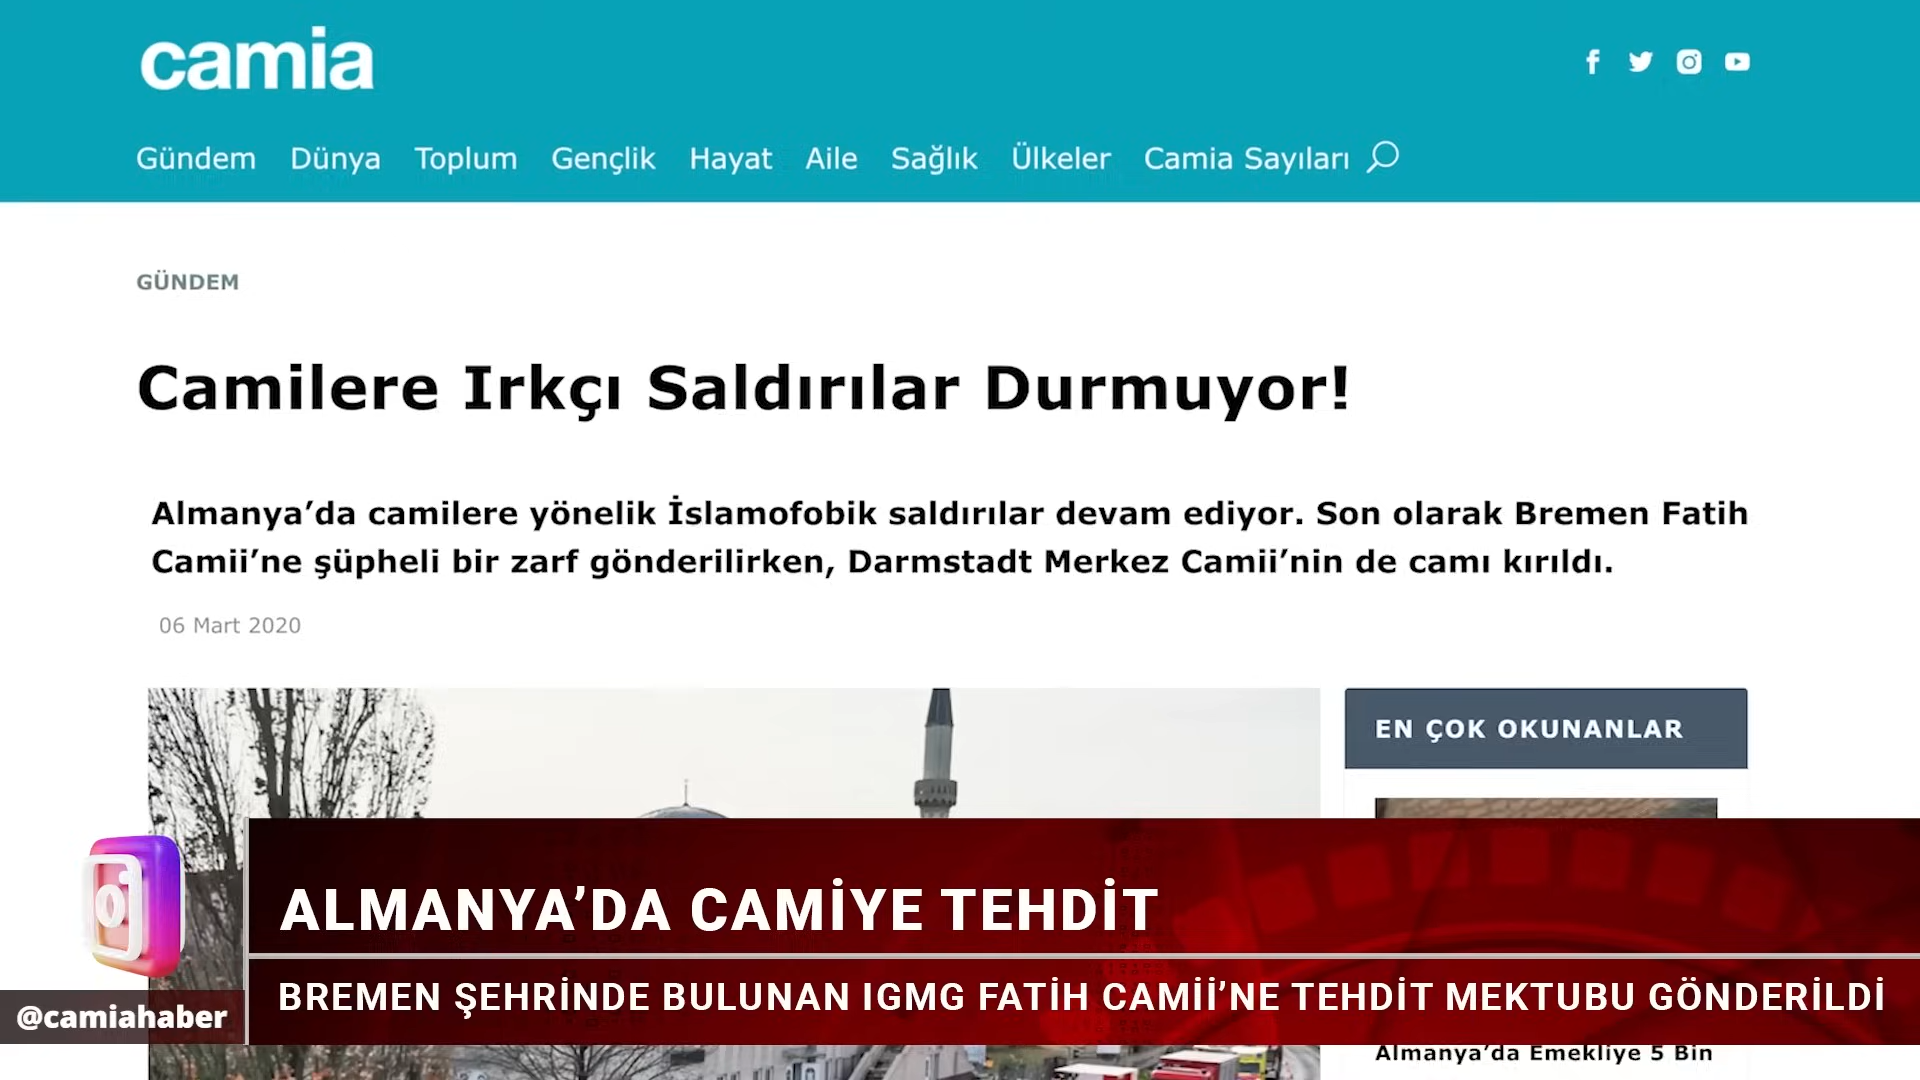 camia
Gündem Dünya Toplum Gençlik Hayat Aile Sağlık Ülkeler Camia Sayıları
GÜNDEM
Camilere Irkçı Saldırılar Durmuyor!
Almanya’da camilere yönelik İslamofobik saldırılar devam ediyor. Son olarak Bremen Fatih
Camii’ne şüpheli bir zarf gönderilirken, Darmstadt Merkez Camii’nin de camı kırıldı.
06 Mart 2020
EN ÇOK OKUNANLAR
ALMANYA’DA CAMİYE TEHDİT
BREMEN ŞEHRİNDE BULUNAN IGMG FATİH CAMİİ’NE TEHDİT MEKTUBU GÖNDERİLDİ
@camiahaber
Almanya’da Emekliye 5 Bin